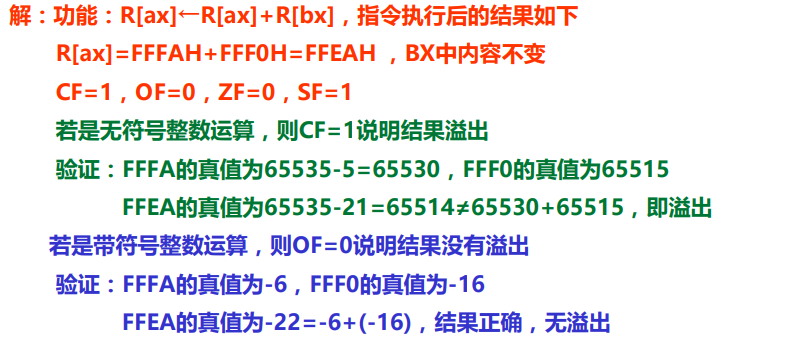 解：功能：R[ax]←R[ax]+R[bx]，指令执行后的结果如下
R[ax]=FFFAH+FFF0H=FFEAH ，BX中内容不变
CF=1，OF=0，ZF=0，SF=1
若是无符号整数运算，则CF=1说明结果溢出
验证：FFFA的真值为65535-5=65530，FFF0的真值为65515
FFEA的真值为65535-21=65514≠65530+65515，即溢出
若是带符号整数运算，则OF=0说明结果没有溢出
验证：FFFA的真值为-6，FFF0的真值为-16
FFEA的真值为-22=-6+(-16)，结果正确，无溢出